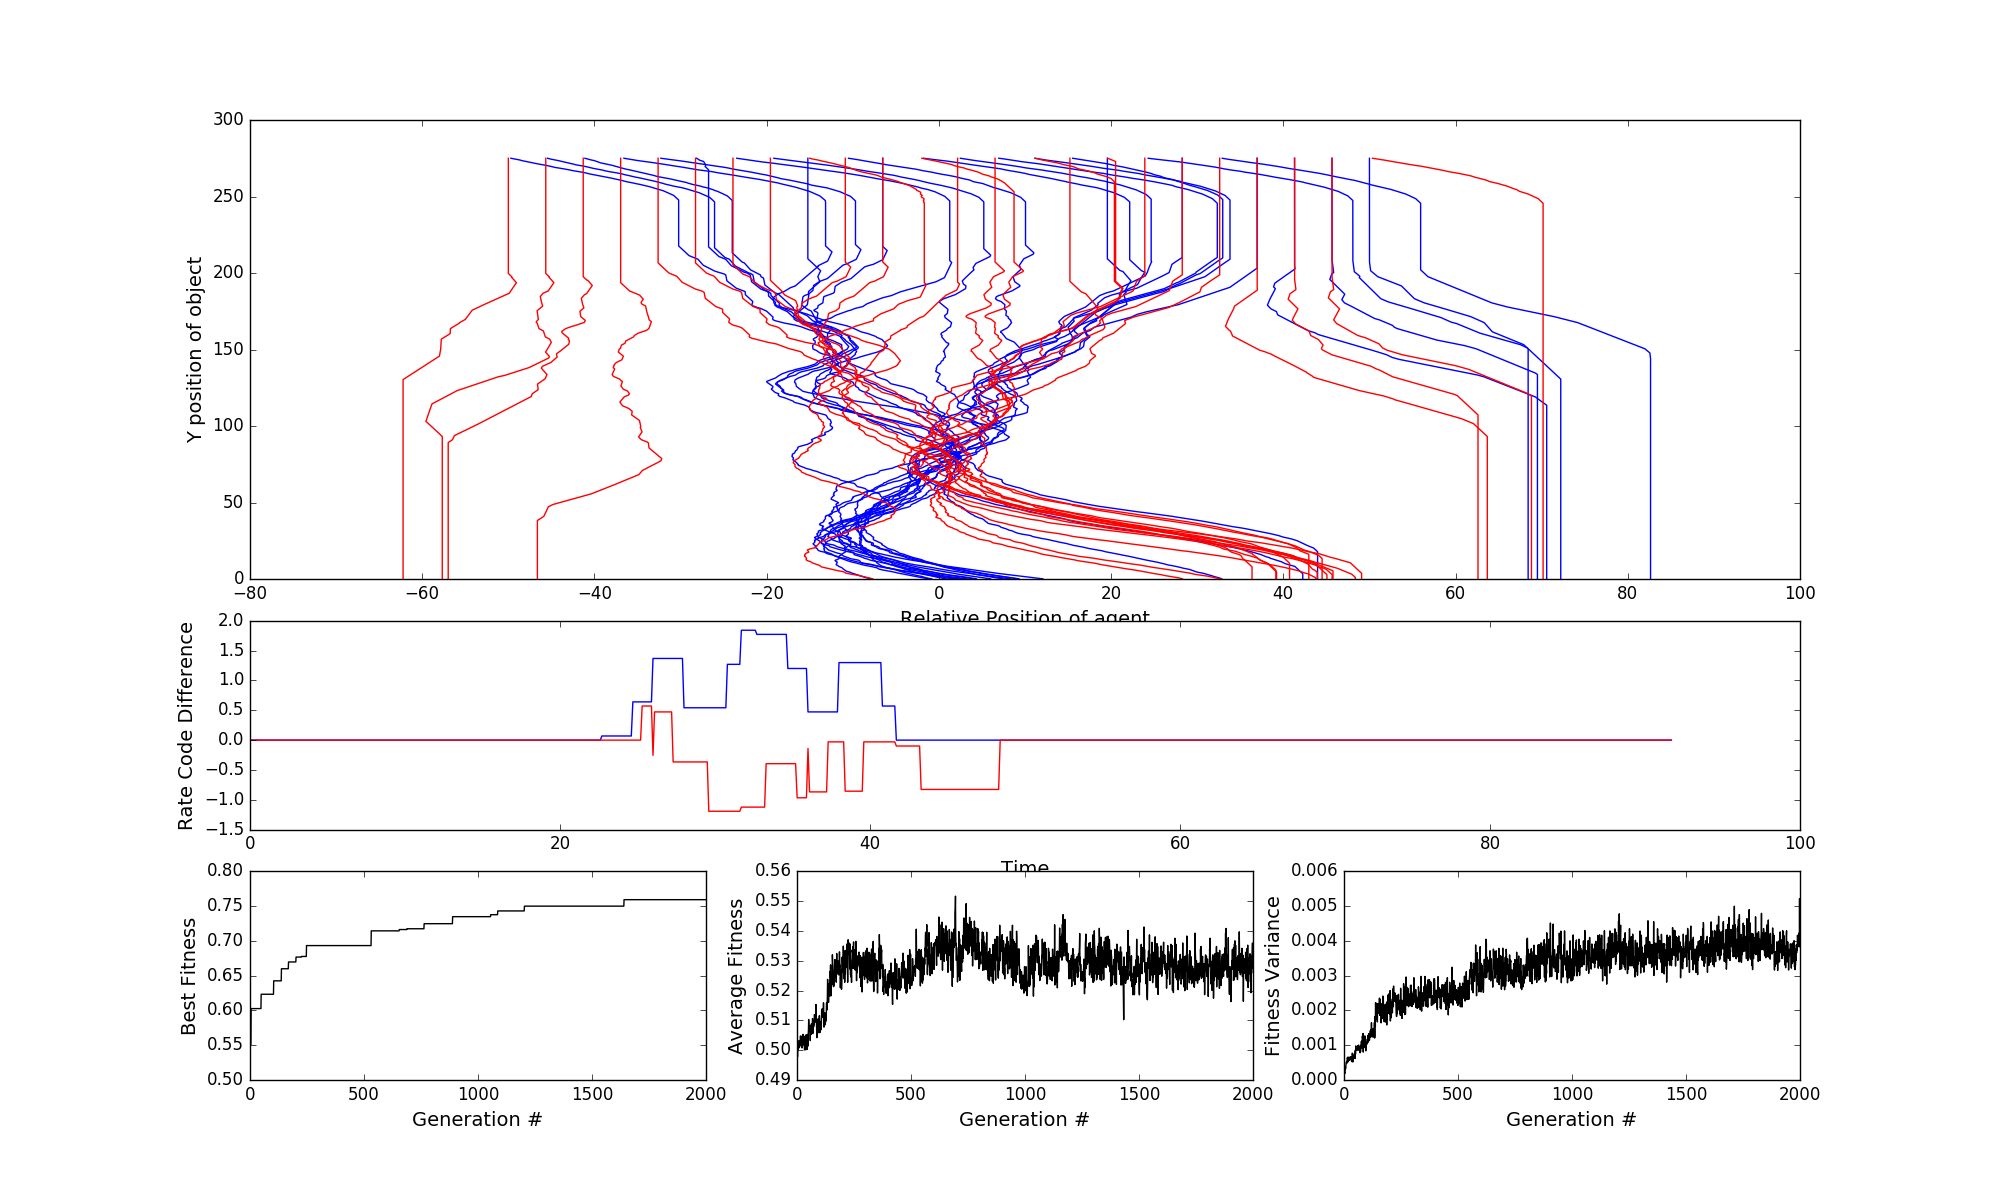 300
250
200
150
100
50
0
Y position of object
−80 −60 −40 −20 0 20 40 60 80 100
Relative Position of agent
2.0
1.5
1.0
0.5
0.0
−0.5
−1.0
−1.5
Rate Code Difference
0 20 40 60 80 100
Time
0.80
0.75
0.70
0.65
0.60
0.55
0.50
Best Fitness
0 500 1000 1500 2000
Generation #
0.56
0.55
0.54
0.53
0.52
0.51
0.50
0.49
Average Fitness
0 500 1000 1500 2000
Generation #
0.006
0.005
0.004
0.003
0.002
0.001
0.000
Fitness Variance
0 500 1000 1500 2000
Generation #